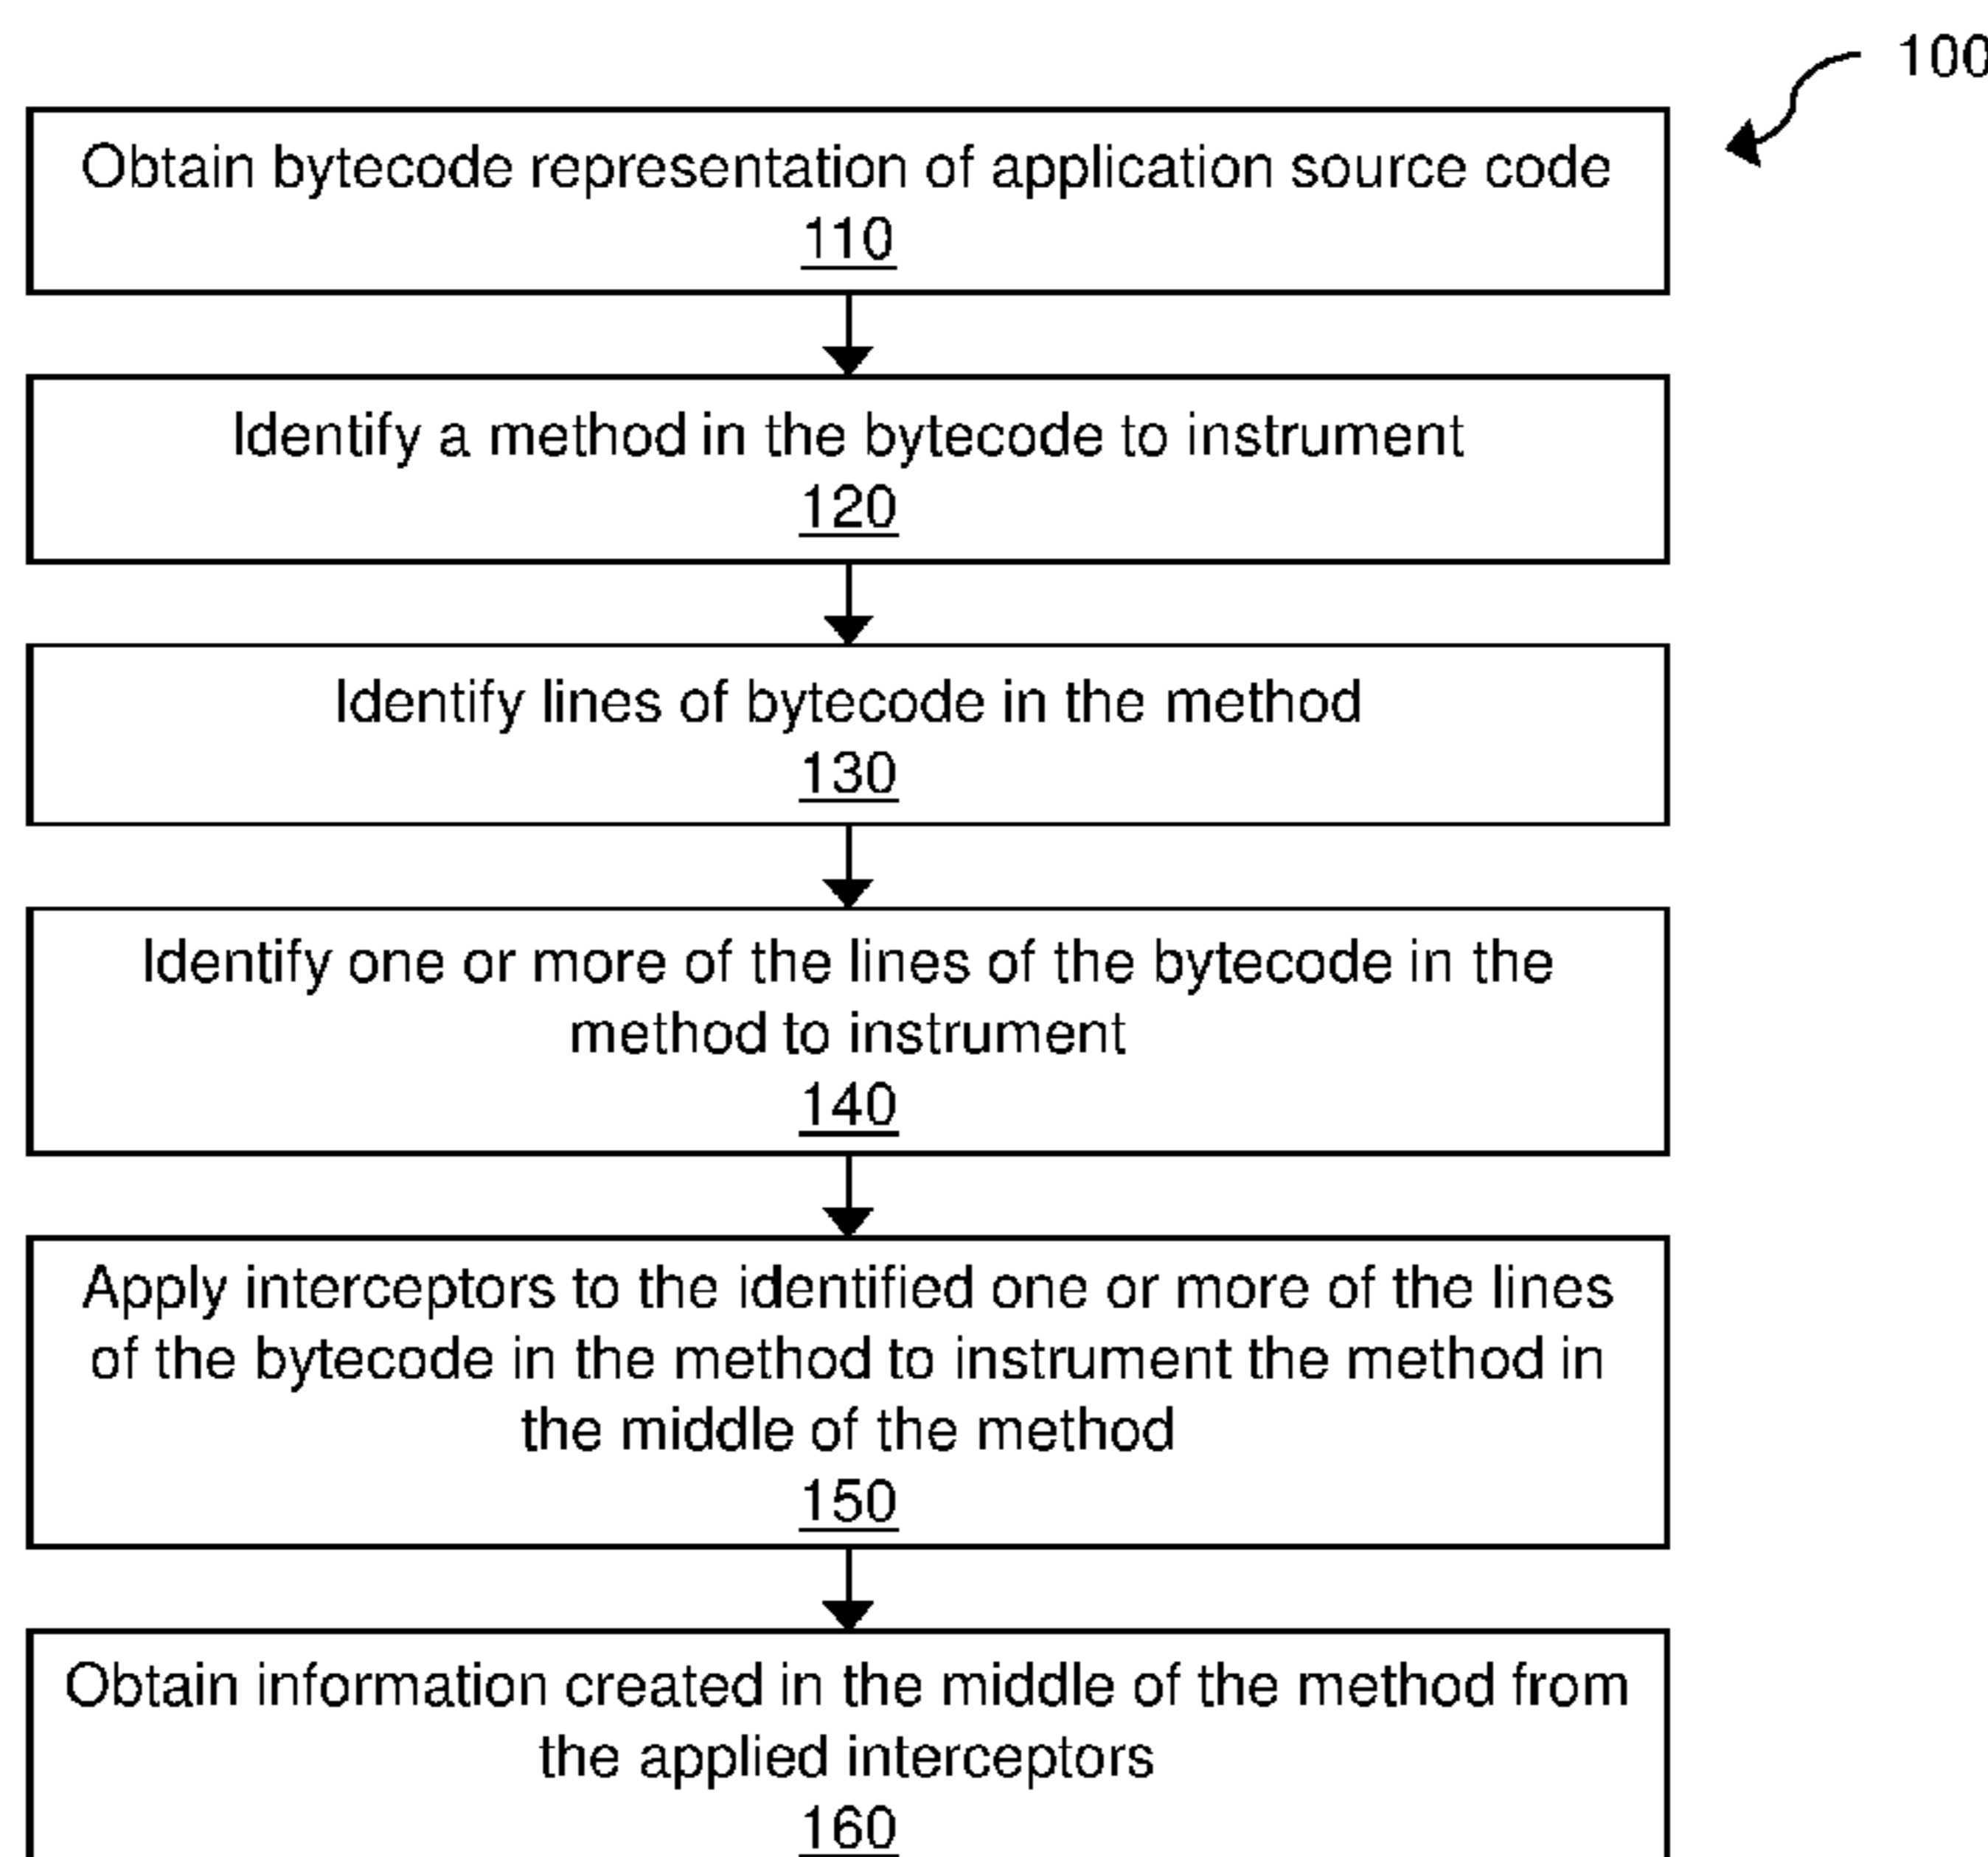 100
Obtain bytecode representation of application source code
110
Identify a method in the bytecode to instrument
120
Identify lines of bytecode in the method
130
Identify one or more of the lines of the bytecode in the
method to instrument
140
Apply interceptors to the identified one or more of the lines
of the bytecode in the method to instrument the method in
the middle of the method
150
Obtain information created in the middle of the method from
the applied interceptors
160